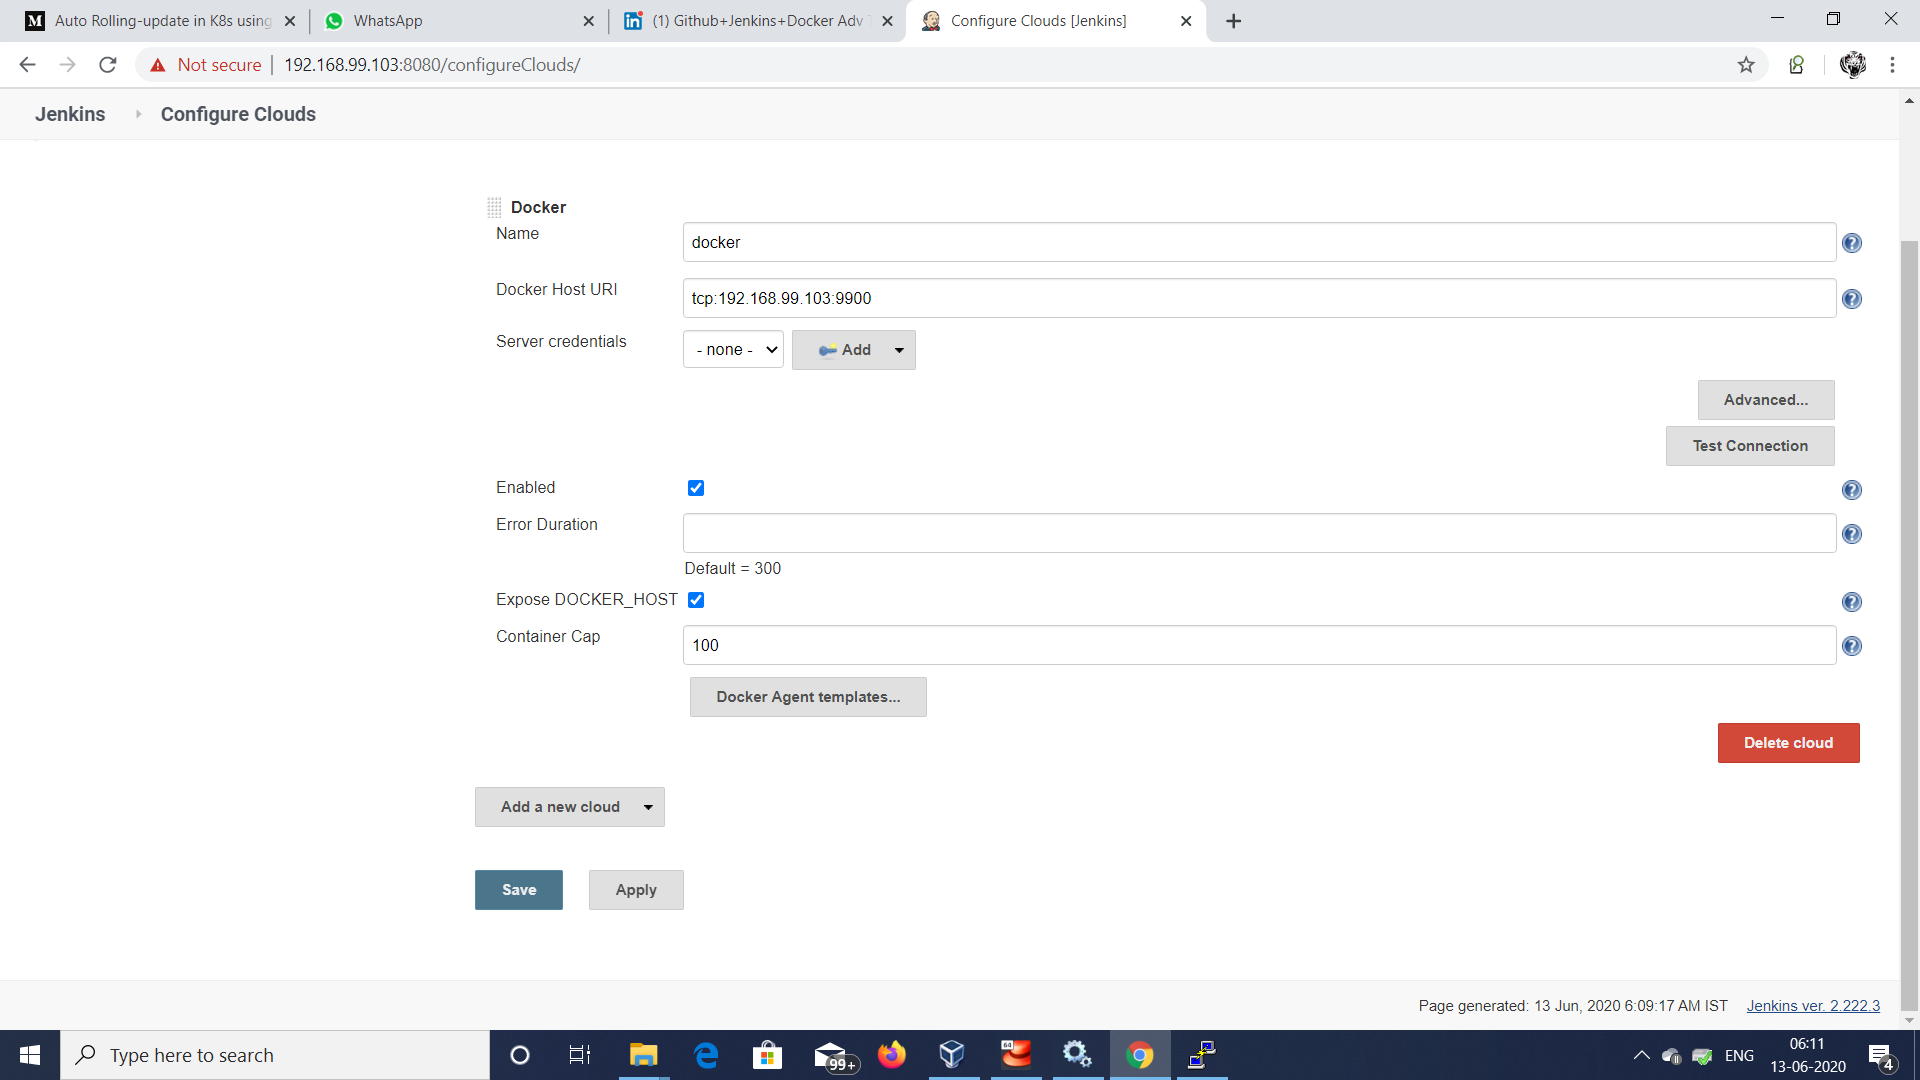 Auto Rolling-update in K8s using
WhatsApp
(1) Github+Jenkins+Docker Adv T
Configure Clouds [Jenkins]
Not secure
192.168.99.103:8080/configureClouds/
Jenkins
Configure Clouds
Docker
Name
docker
Docker Host URI
tcp:192.168.99.103:9900
Server credentials
- none -
Add
Advanced...
Test Connection
Enabled
Error Duration
Default = 300
Expose DOCKER_HOST
Container Cap
100
Docker Agent templates...
Delete cloud
Add a new cloud
Save
Apply
Page generated: 13 Jun, 2020 6:09:17 AM IST
Jenkins ver. 2.222.3
Type here to search
99+
64
ENG
06:11
13-06-2020
4